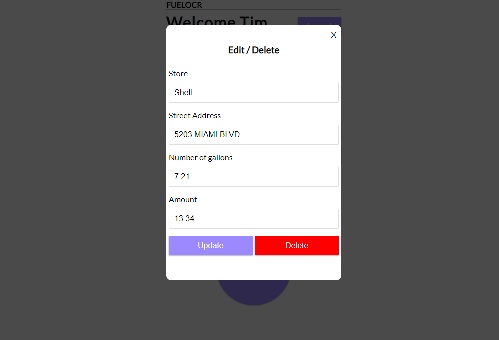 FUELOCR
Welcome Tim
X
Edit / Delete
Store
Shell
Street Address
5203 MIAMI BLVD
Number of gallons
7.21
Amount
13.34
Update
Delete